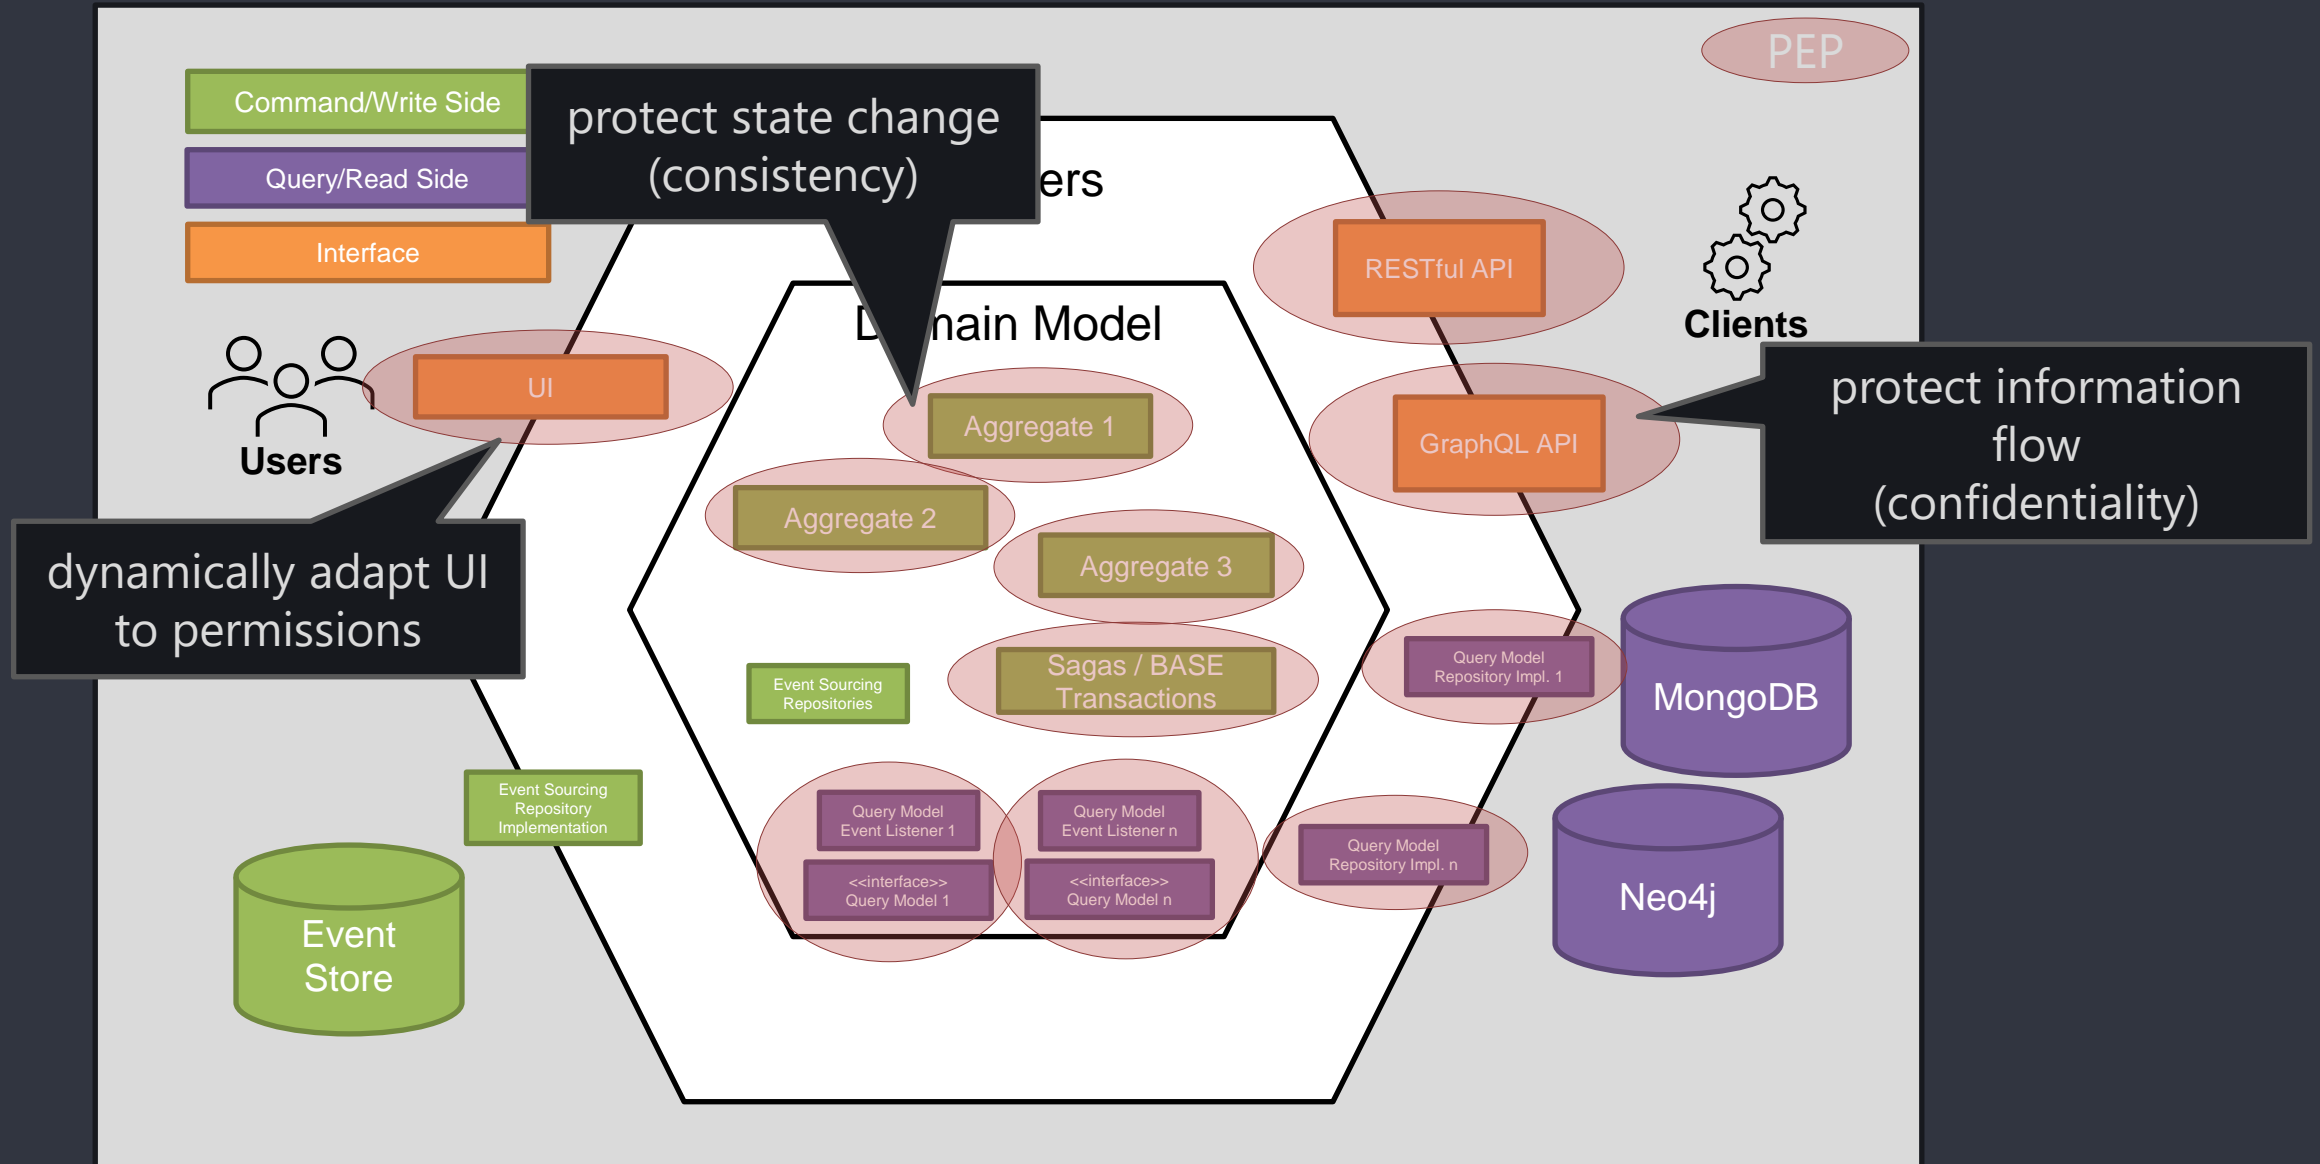 PEP
Command/Write Side
Query/Read Side
Interface
protect state change
(consistency)
ers
RESTful API
Clients
Domain Model
UI
Users
Aggregate 1
GraphQL API
protect information
flow
(confidentiality)
Aggregate 2
Aggregate 3
dynamically adapt UI
to permissions
Event Sourcing
Repositories
Sagas / BASE
Transactions
Query Model
Repository Impl. 1
MongoDB
Event Sourcing
Repository
Implementation
Query Model
Event Listener 1
Query Model
Event Listener n
Query Model
Repository Impl. n
<<interface>>
Query Model 1
<<interface>>
Query Model n
Neo4j
Event
Store